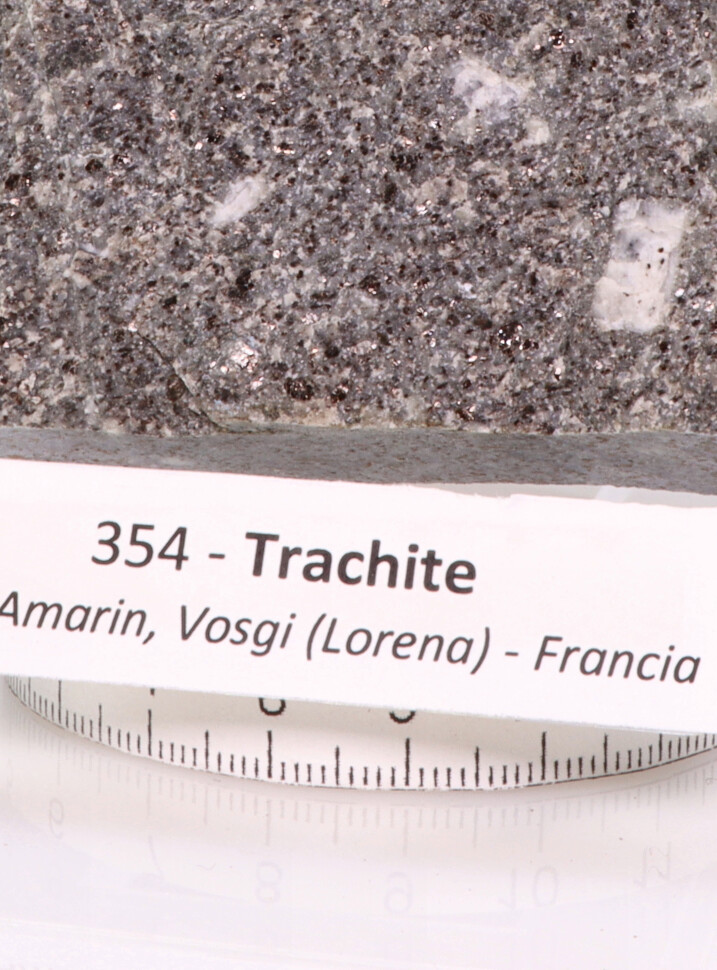 354 - Trachite
Amarin, Vosgi (Lorena) - Francia